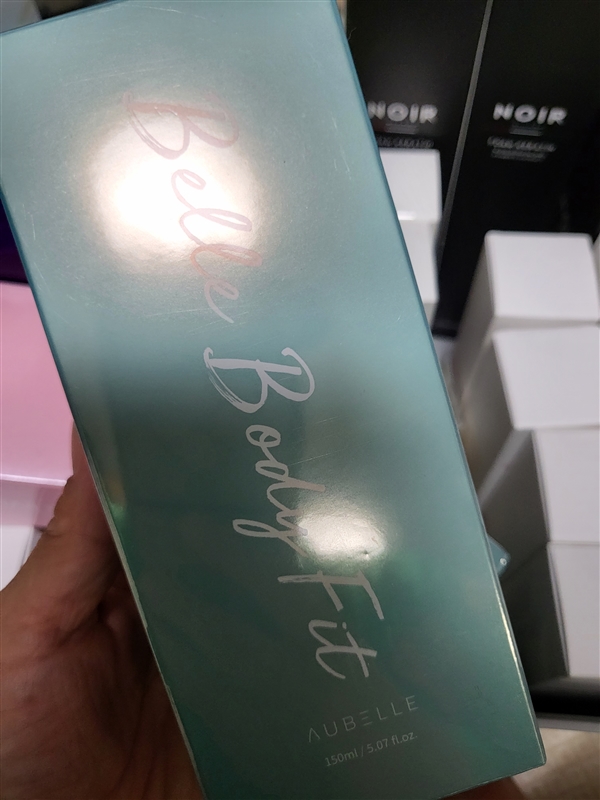 Belle Body Fit
AUBELLE
150ml / 5.07 fl.oz.
NOIR
NOIR